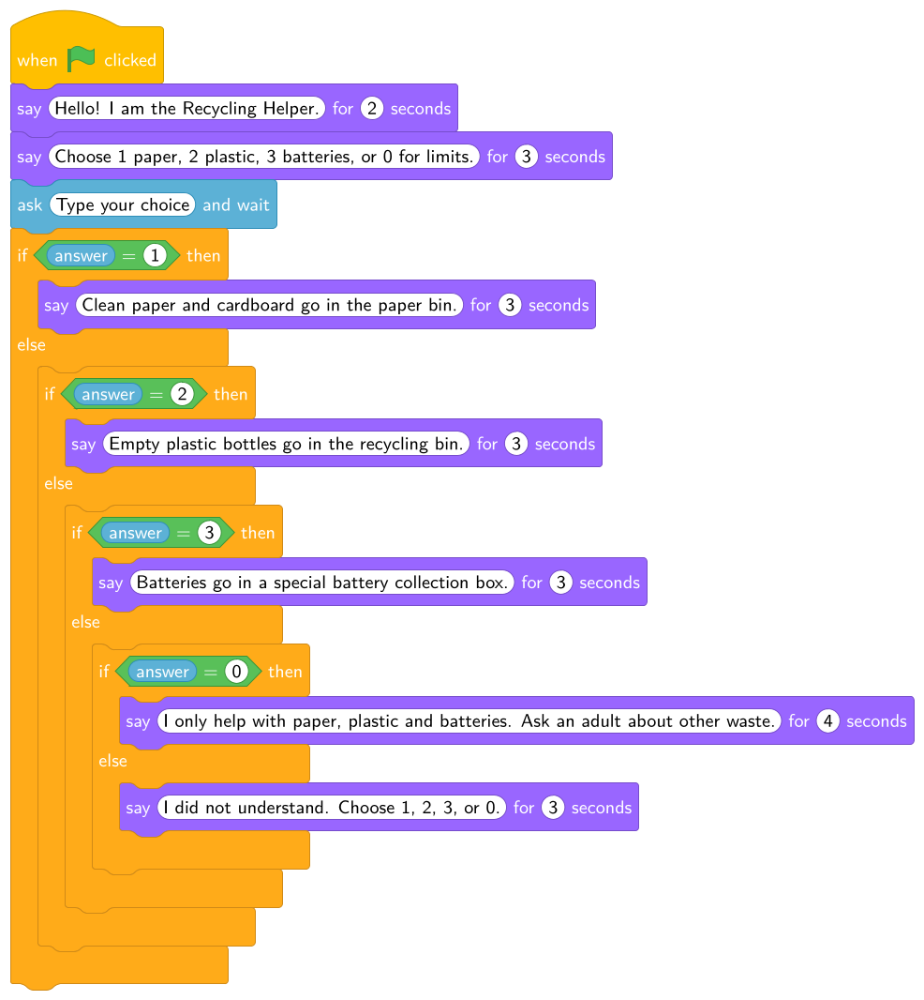 when clicked
say Hello! I am the Recycling Helper. for 2 seconds
say Choose 1 paper, 2 plastic, 3 batteries, or 0 for limits. for 3 seconds
ask Type your choice and wait
if answer = 1 then
say Clean paper and cardboard go in the paper bin. for 3 seconds
else
if answer = 2 then
say Empty plastic bottles go in the recycling bin. for 3 seconds
else
if answer = 3 then
say Batteries go in a special battery collection box. for 3 seconds
else
if answer = 0 then
say I only help with paper, plastic and batteries. Ask an adult about other waste. for 4 seconds
else
say I did not understand. Choose 1, 2, 3, or 0. for 3 seconds